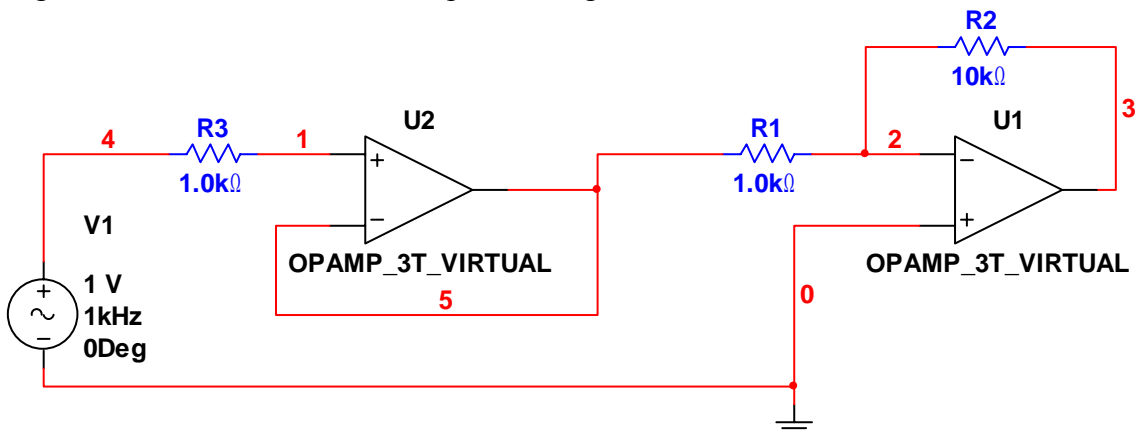 R2
10kΩ
3
U2
R1
U1
4
R3
1
2
1.0kΩ
1.0kΩ
+
−
−
+
V1
OPAMP_3T_VIRTUAL
OPAMP_3T_VIRTUAL
+
1 V
5
0
1kHz
−
0Deg